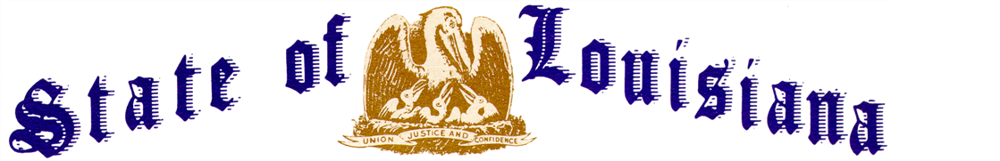 State of Louisiana
UNION JUSTICE AND CONFIDENCE